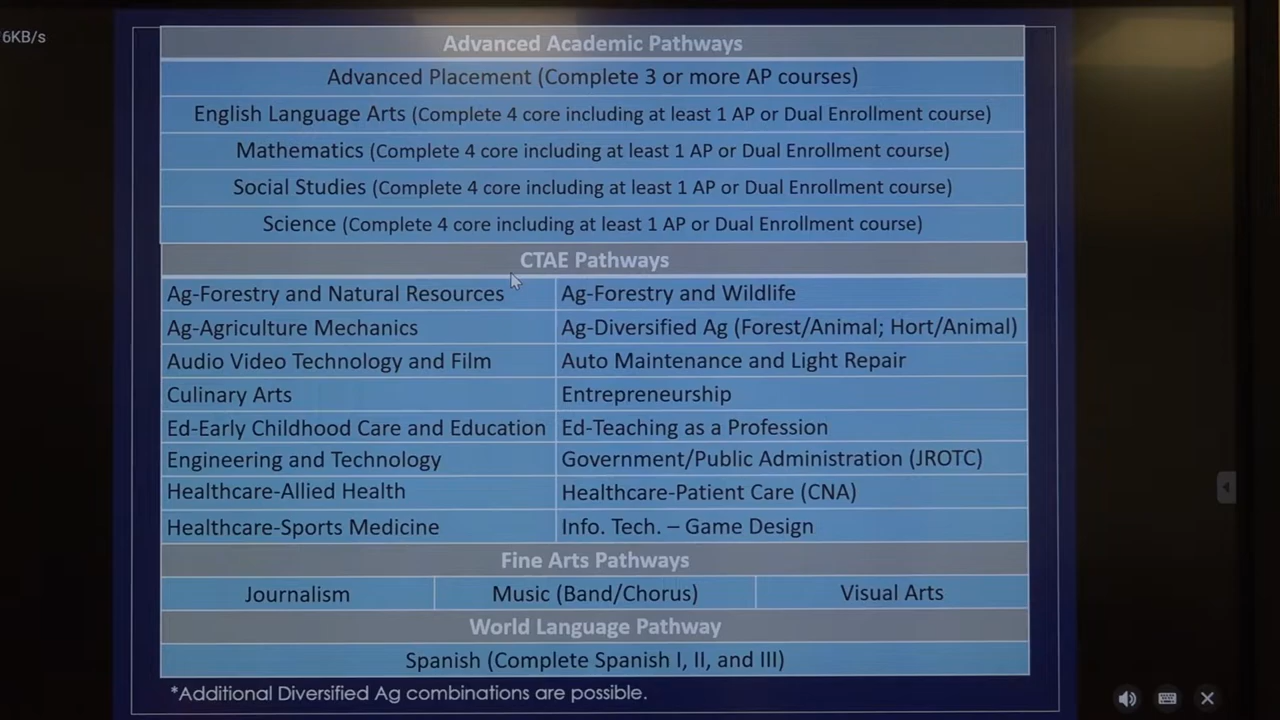 6KB/s
Advanced Academic Pathways
Advanced Placement (Complete 3 or more AP courses)
English Language Arts (Complete 4 core including at least 1 AP or Dual Enrollment course)
Mathematics (Complete 4 core including at least 1 AP or Dual Enrollment course)
Social Studies (Complete 4 core including at least 1 AP or Dual Enrollment course)
Science (Complete 4 core including at least 1 AP or Dual Enrollment course)
CTAE Pathways
Ag-Forestry and Natural Resources Ag-Forestry and Wildlife
Ag-Agriculture Mechanics Ag-Diversified Ag (Forest/Animal; Hort/Animal)
Audio Video Technology and Film Auto Maintenance and Light Repair
Culinary Arts Entrepreneurship
Ed-Early Childhood Care and Education Ed-Teaching as a Profession
Engineering and Technology Government/Public Administration (JROTC)
Healthcare-Allied Health Healthcare-Patient Care (CNA)
Healthcare-Sports Medicine Info. Tech. – Game Design
Fine Arts Pathways
Journalism Music (Band/Chorus) Visual Arts
World Language Pathway
Spanish (Complete Spanish I, II, and III)
*Additional Diversified Ag combinations are possible.